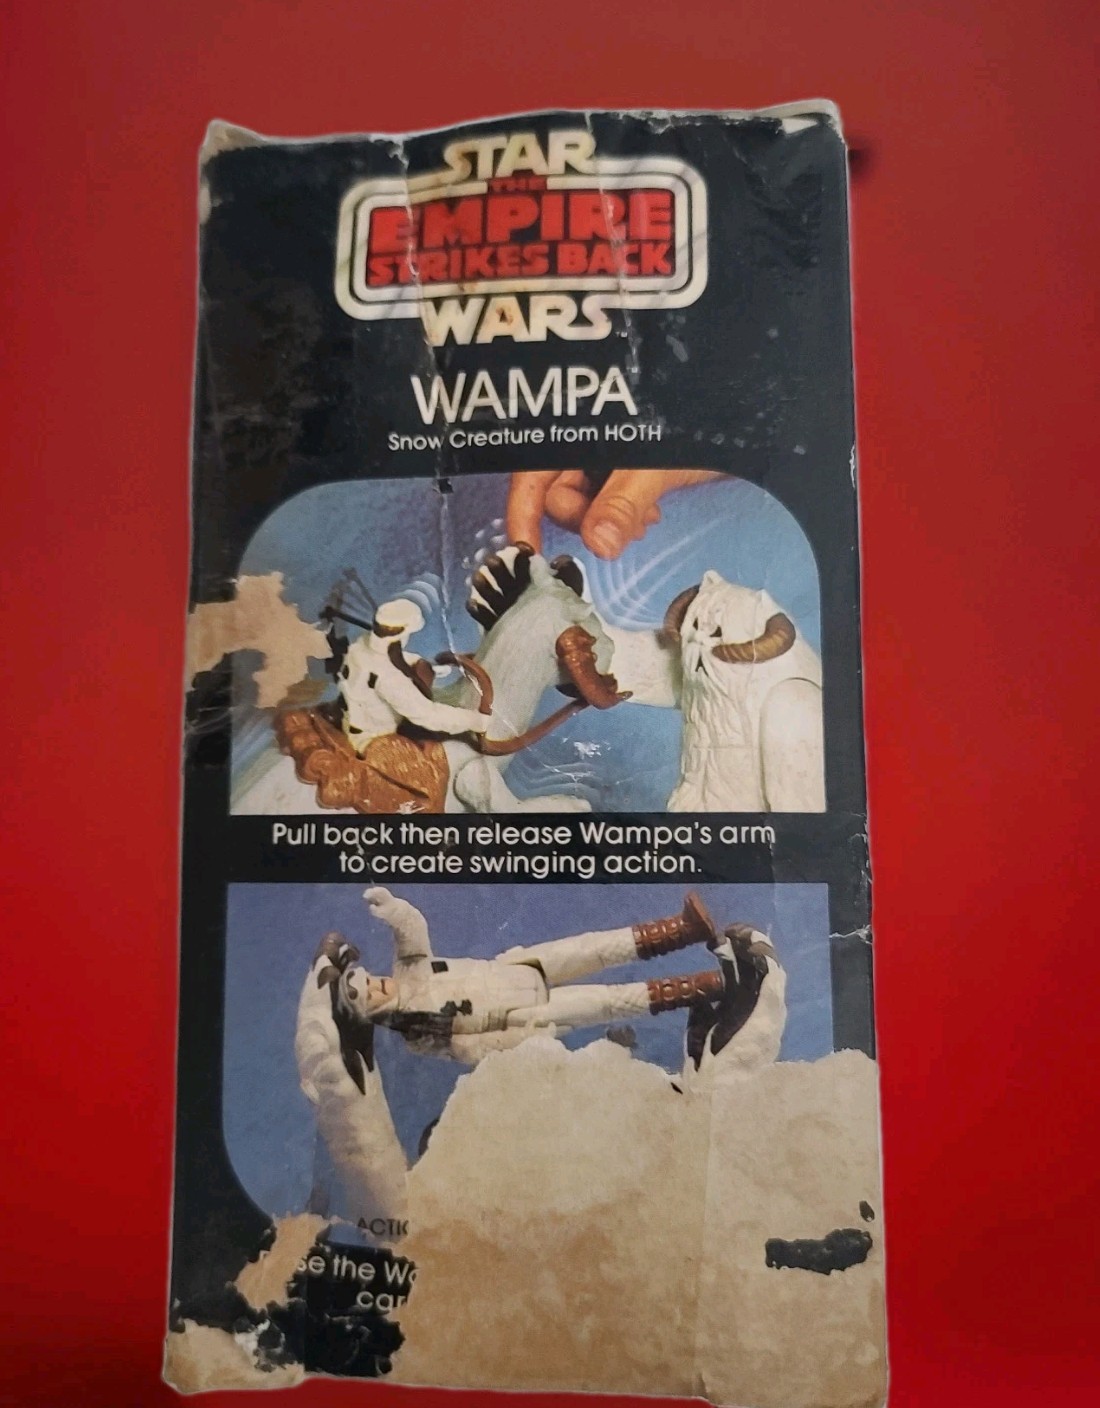 STAR
THE
EMPIRE
STRIKES BACK
WARS
WAMPA
Snow Creature from HOTH
Pull back then release Wampa's arm
to create swinging action.
the